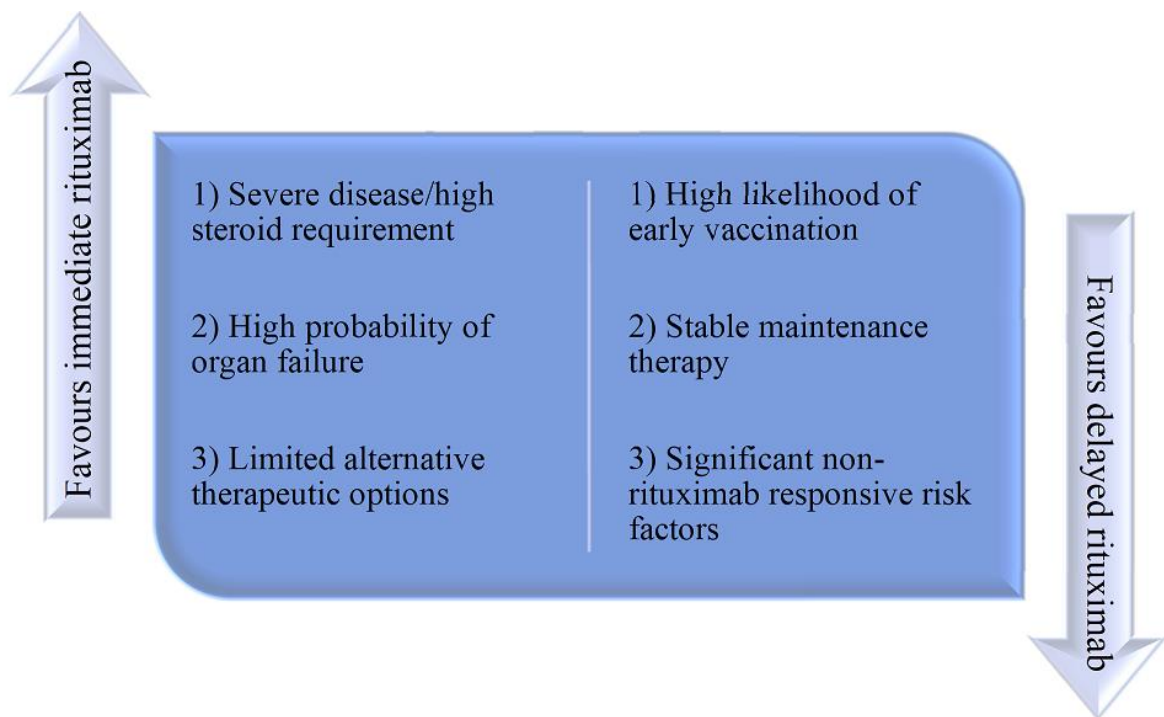 Favours immediate rituximab
1) Severe disease/high
steroid requirement
2) High probability of
organ failure
3) Limited alternative
therapeutic options
1) High likelihood of
early vaccination
2) Stable maintenance
therapy
3) Significant non-
rituximab responsive risk
factors
Favours delayed rituximab